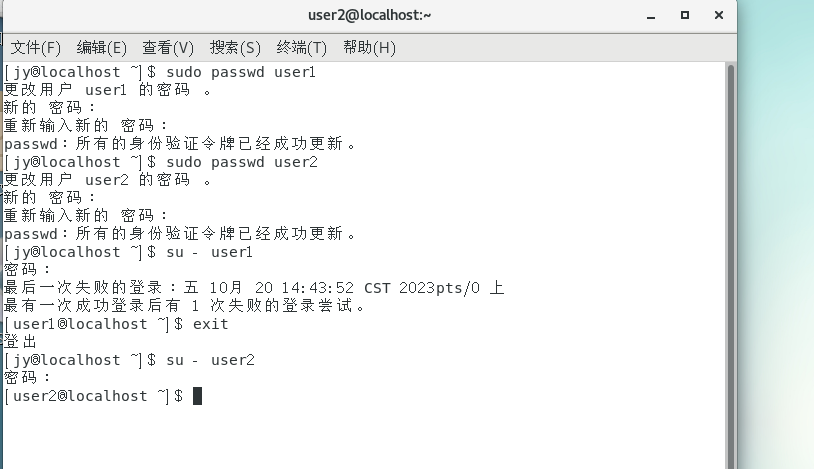 user2@localhost:~
文件(F) 编辑(E) 查看(V) 搜索(S) 终端(T) 帮助(H)
[jy@localhost ~]$ sudo passwd user1
更改用户 user1 的密码 。
新的 密码：
重新输入新的 密码：
passwd：所有的身份验证令牌已经成功更新。
[jy@localhost ~]$ sudo passwd user2
更改用户 user2 的密码 。
新的 密码：
重新输入新的 密码：
passwd：所有的身份验证令牌已经成功更新。
[jy@localhost ~]$ su - user1
密码：
最后一次失败的登录：五 10月 20 14:43:52 CST 2023pts/0 上
最有一次成功登录后有 1 次失败的登录尝试。
[user1@localhost ~]$ exit
登出
[jy@localhost ~]$ su - user2
密码：
[user2@localhost ~]$